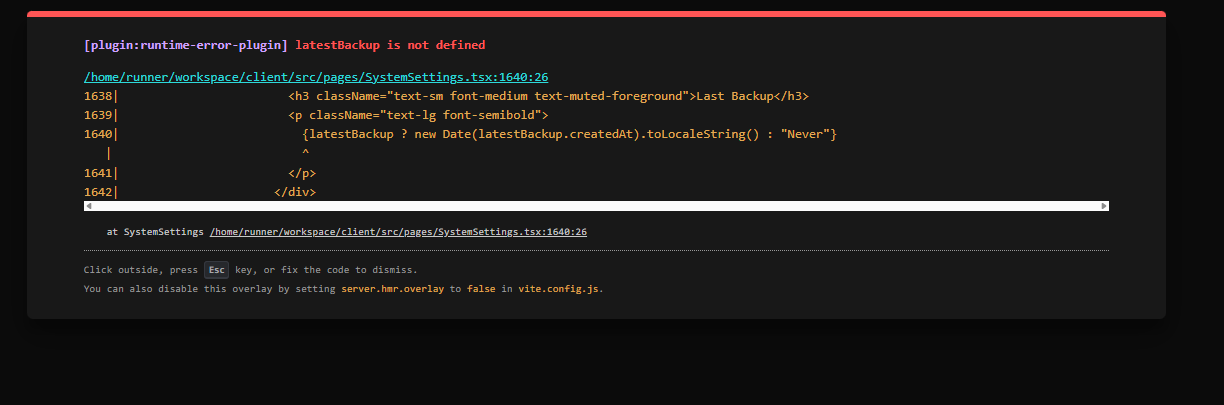 [plugin:runtime-error-plugin] latestBackup is not defined
/home/runner/workspace/client/src/pages/SystemSettings.tsx:1640:26
1638|                        <h3 className="text-sm font-medium text-muted-foreground">Last Backup</h3>
1639|                        <p className="text-lg font-semibold">
1640|                          {latestBackup ? new Date(latestBackup.createdAt).toLocaleString() : "Never"}
   |                          ^
1641|                        </p>
1642|                      </div>
at SystemSettings /home/runner/workspace/client/src/pages/SystemSettings.tsx:1640:26
Click outside, press Esc key, or fix the code to dismiss.
You can also disable this overlay by setting server.hmr.overlay to false in vite.config.js.